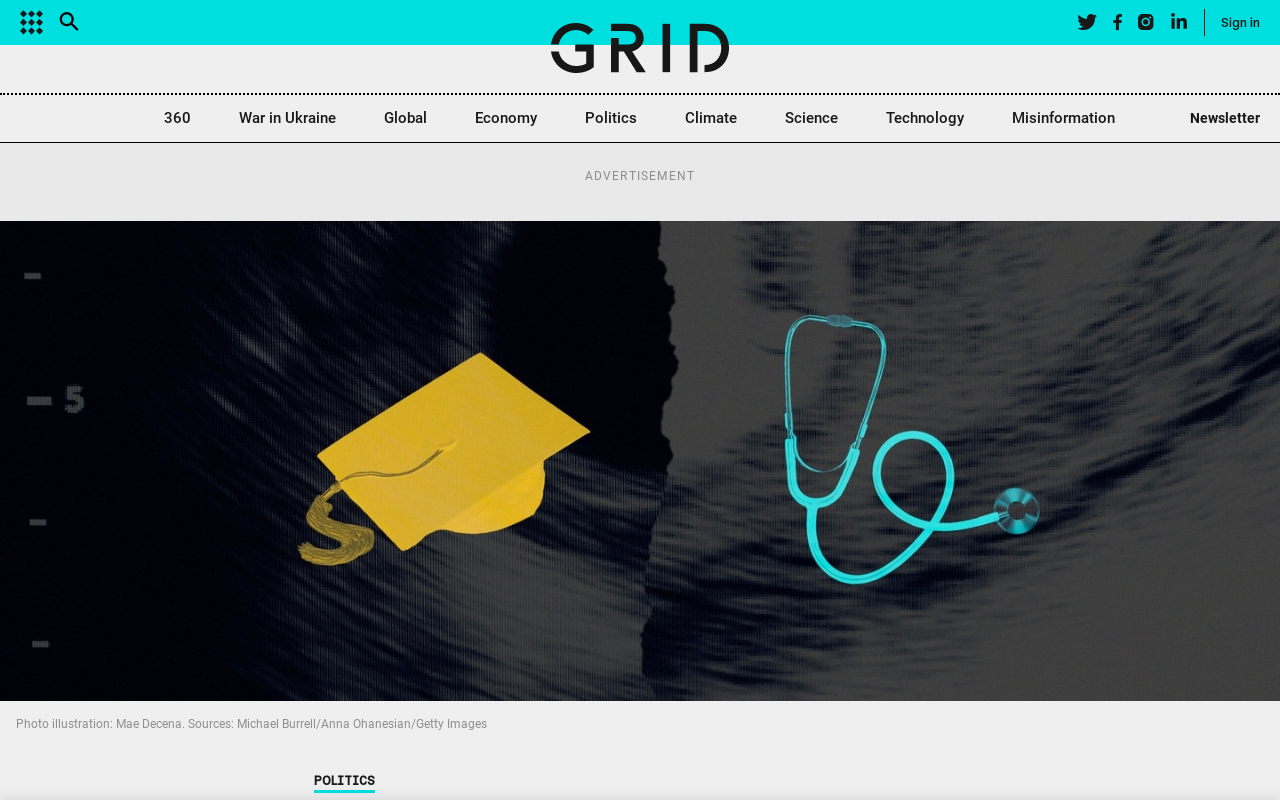 GRID
Sign in
360 War in Ukraine Global Economy Politics Climate Science Technology Misinformation Newsletter
ADVERTISEMENT
5
Photo illustration: Mae Decena. Sources: Michael Burrell/Anna Ohanesian/Getty Images
POLITICS